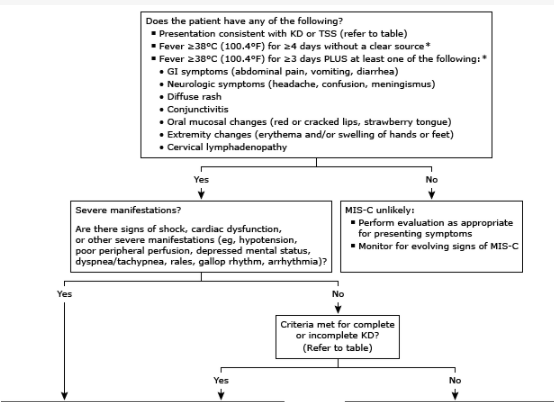 Does the patient have any of the following?
▪ Presentation consistent with KD or TSS (refer to table)
▪ Fever ≥38°C (100.4°F) for ≥4 days without a clear source*
▪ Fever ≥38°C (100.4°F) for ≥3 days PLUS at least one of the following:*
• GI symptoms (abdominal pain, vomiting, diarrhea)
• Neurologic symptoms (headache, confusion, meningismus)
• Diffuse rash
• Conjunctivitis
• Oral mucosal changes (red or cracked lips, strawberry tongue)
• Extremity changes (erythema and/or swelling of hands or feet)
• Cervical lymphadenopathy
Yes
No
Severe manifestations?
Are there signs of shock, cardiac dysfunction,
or other severe manifestations (eg, hypotension,
poor peripheral perfusion, depressed mental status,
dyspnea/tachypnea, rales, gallop rhythm, arrhythmia)?
MIS-C unlikely:
▪ Perform evaluation as appropriate
for presenting symptoms
▪ Monitor for evolving signs of MIS-C
Yes
No
Criteria met for complete
or incomplete KD?
(Refer to table)
Yes
No